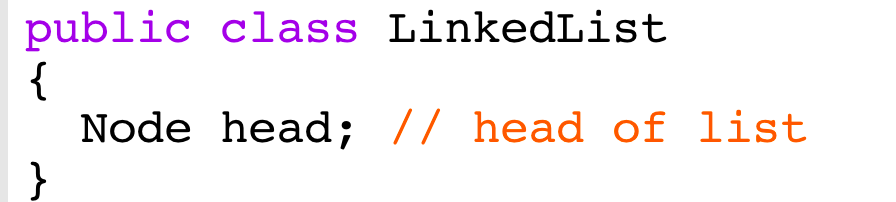 public class LinkedList
{
  Node head; // head of list
}